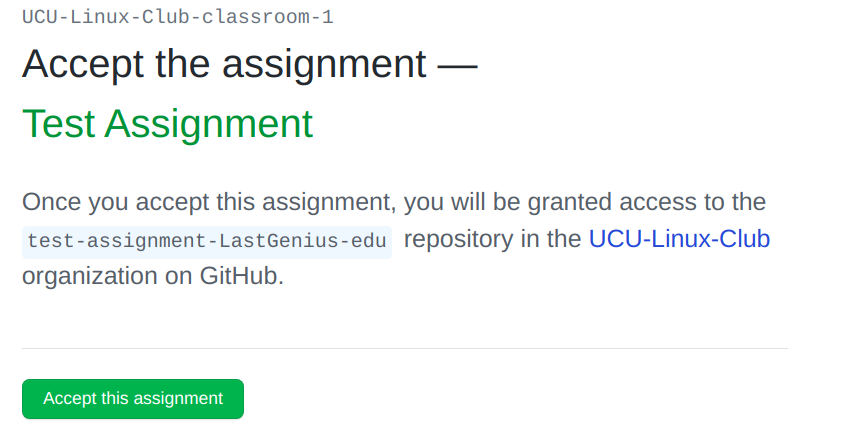 UCU-Linux-Club-classroom-1
Accept the assignment —
Test Assignment
Once you accept this assignment, you will be granted access to the
test-assignment-LastGenius-edu repository in the UCU-Linux-Club
organization on GitHub.
Accept this assignment